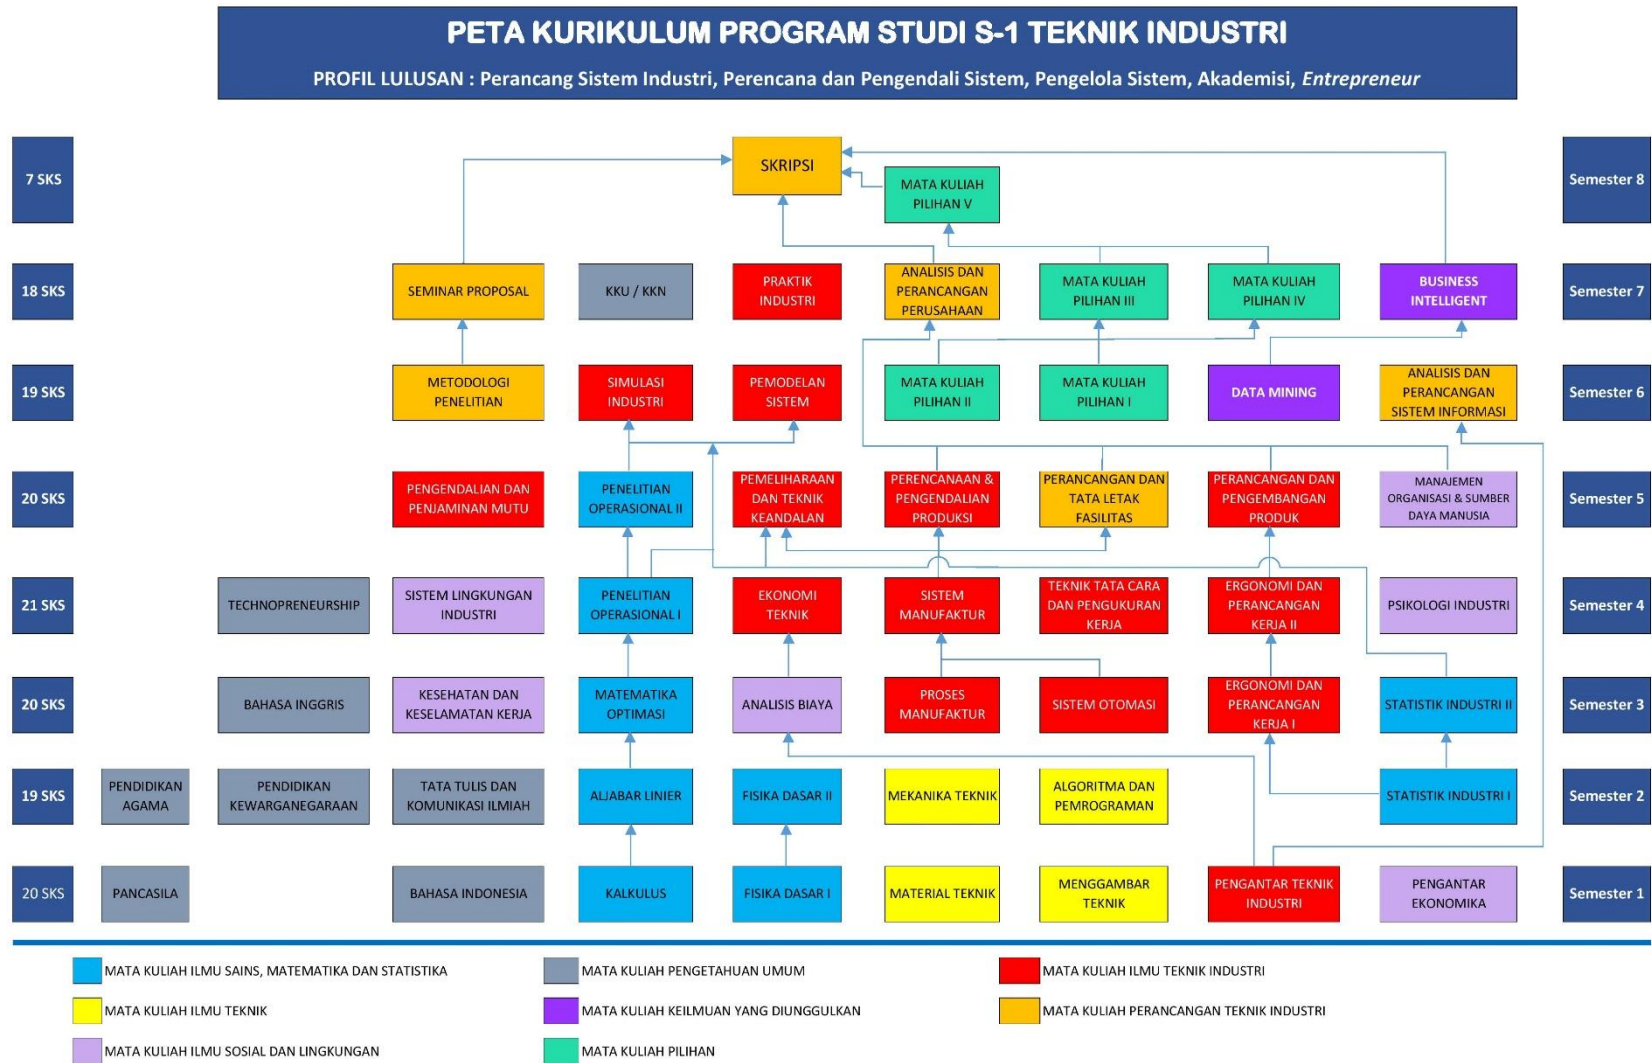 PETA KURIKULUM PROGRAM STUDI S-1 TEKNIK INDUSTRI
PROFIL LULUSAN : Perancang Sistem Industri, Perencana dan Pengendali Sistem, Pengelola Sistem, Akademisi, Entrepreneur
7 SKS
SKRIPSI
MATA KULIAH
PILIHAN V
Semester 8
18 SKS
SEMINAR PROPOSAL
KKU / KKN
PRAKTIK
INDUSTRI
ANALISIS DAN
PERANCANGAN
PERUSAHAAN
MATA KULIAH
PILIHAN III
MATA KULIAH
PILIHAN IV
BUSINESS
INTELLIGENT
Semester 7
19 SKS
METODOLOGI
PENELITIAN
SIMULASI
INDUSTRI
PEMODELAN
SISTEM
MATA KULIAH
PILIHAN II
MATA KULIAH
PILIHAN I
DATA MINING
ANALISIS DAN
PERANCANGAN
SISTEM INFORMASI
Semester 6
20 SKS
PENGENDALIAN DAN
PENJAMINAN MUTU
PENELITIAN
OPERASIONAL II
PEMELIHARAAN
DAN TEKNIK
KEANDALAN
PERENCANAAN &
PENGENDALIAN
PRODUKSI
PERANCANGAN DAN
TATA LETAK
FASILITAS
PERANCANGAN DAN
PENGEMBANGAN
PRODUK
MANAJEMEN
ORGANISASI & SUMBER
DAYA MANUSIA
Semester 5
21 SKS
TECHNOPRENEURSHIP
SISTEM LINGKUNGAN
INDUSTRI
PENELITIAN
OPERASIONAL I
EKONOMI
TEKNIK
SISTEM
MANUFAKTUR
TEKNIK TATA CARA
DAN PENGUKURAN
KERJA
ERGONOMI DAN
PERANCANGAN
KERJA II
PSIKOLOGI INDUSTRI
Semester 4
20 SKS
BAHASA INGGRIS
KESEHATAN DAN
KESELAMATAN KERJA
MATEMATIKA
OPTIMASI
ANALISIS BIAYA
PROSES
MANUFAKTUR
SISTEM OTOMASI
ERGONOMI DAN
PERANCANGAN
KERJA I
STATISTIK INDUSTRI II
Semester 3
19 SKS
PENDIDIKAN
AGAMA
PENDIDIKAN
KEWARGANEGARAAN
TATA TULIS DAN
KOMUNIKASI ILMIAH
ALJABAR LINIER
FISIKA DASAR II
MEKANIKA TEKNIK
ALGORITMA DAN
PEMROGRAMAN
STATISTIK INDUSTRI I
Semester 2
20 SKS
PANCASILA
BAHASA INDONESIA
KALKULUS
FISIKA DASAR I
MATERIAL TEKNIK
MENGGAMBAR
TEKNIK
PENGANTAR TEKNIK
INDUSTRI
PENGANTAR
EKONOMIKA
Semester 1
MATA KULIAH ILMU SAINS, MATEMATIKA DAN STATISTIKA
MATA KULIAH PENGETAHUAN UMUM
MATA KULIAH ILMU TEKNIK INDUSTRI
MATA KULIAH ILMU TEKNIK
MATA KULIAH KEILMUAN YANG DIUNGGULKAN
MATA KULIAH PERANCANGAN TEKNIK INDUSTRI
MATA KULIAH ILMU SOSIAL DAN LINGKUNGAN
MATA KULIAH PILIHAN